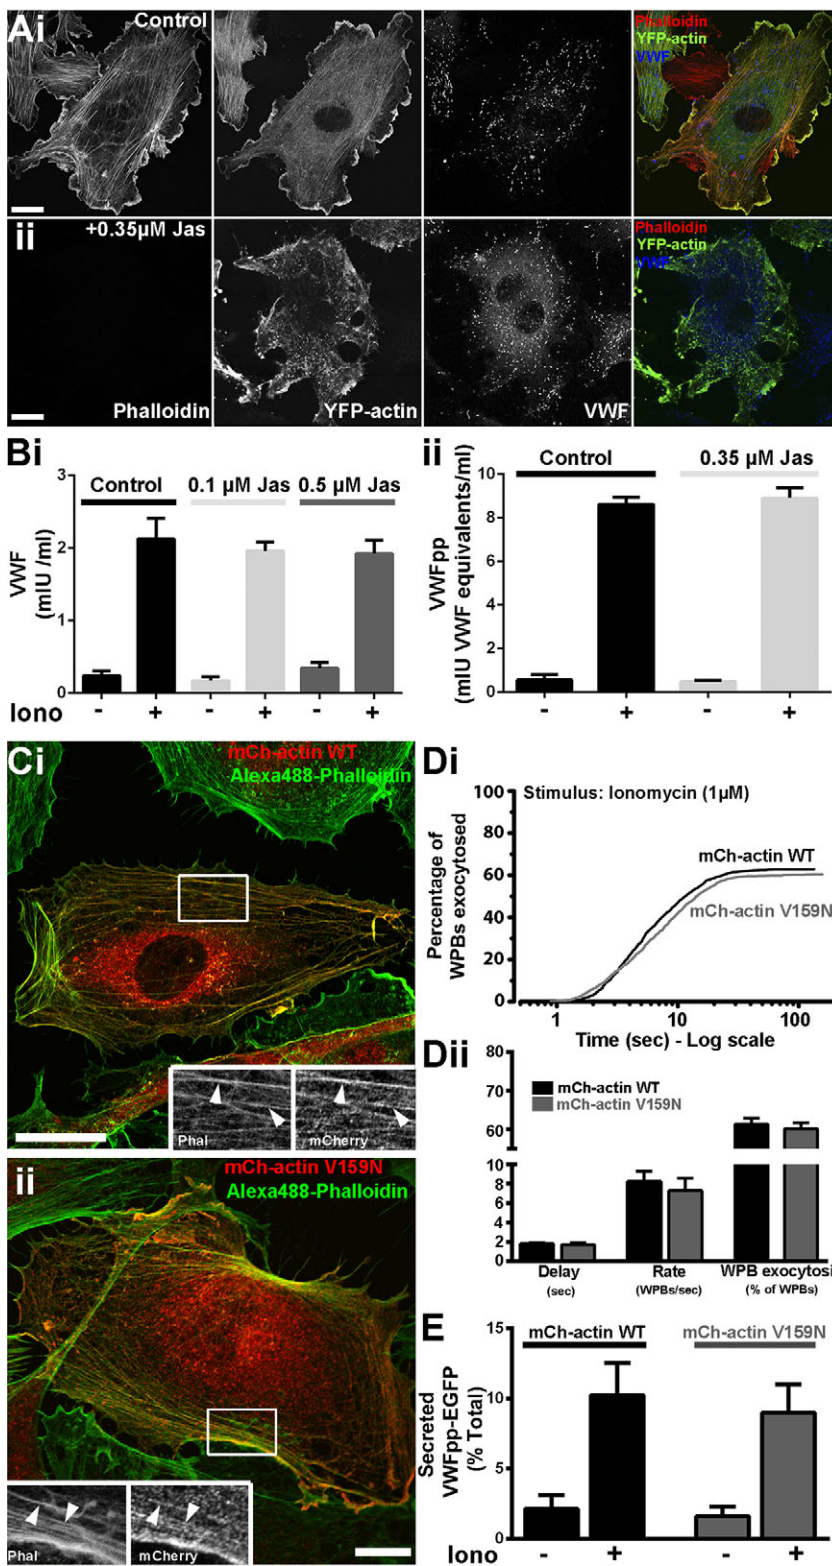 Ai
Control
Phalloidin
YFP-actin
VWF
ii
+0.35µM Jas
Phalloidin
YFP-actin
VWF
Phalloidin
YFP-actin
VWF
Bi
Control
0.1 µM Jas
0.5 µM Jas
VWF
(mIU /ml)
3
2
1
0
Iono
- + - + - +
ii
Control
0.35 µM Jas
VWFpp
(mIU VWF equivalents/ml)
10
8
6
4
2
0
- + - +
Ci
mCh-actin WT
Alexa488-Phalloidin
Phal
mCherry
ii
mCh-actin V159N
Alexa488-Phalloidin
Phal
mCherry
Di
Stimulus: Ionomycin (1µM)
Percentage of
WPBs exocytosed
100
80
60
40
20
0
mCh-actin WT
mCh-actin V159N
1 10 100
Time (sec) - Log scale
Dii
80
70
60
8
6
4
2
0
mCh-actin WT
mCh-actin V159N
Delay
(sec)
Rate
(WPBs/sec)
WPB exocytosi
(% of WPBs)
E
mCh-actin WT
mCh-actin V159N
Secreted
VWFpp-EGFP
(% Total)
15
10
5
0
Iono
- + - +